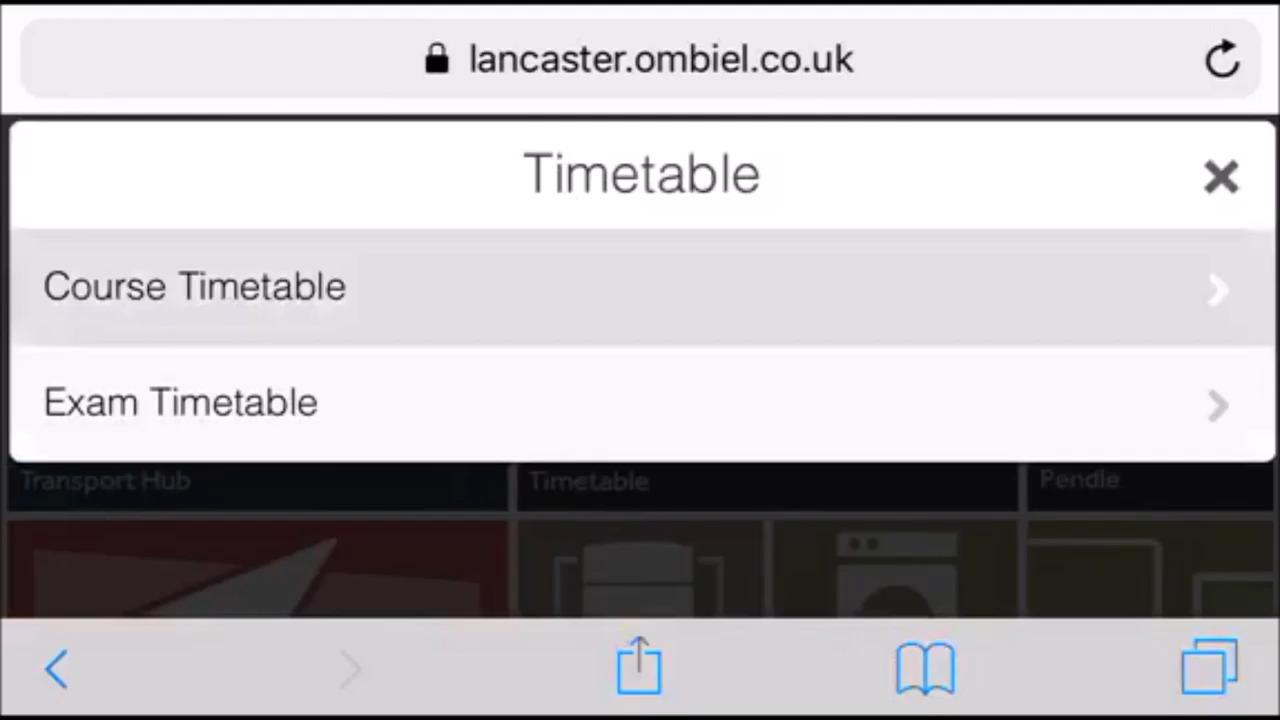 lancaster.ombiel.co.uk
Timetable
Course Timetable
Exam Timetable
Transport Hub
Timetable
Pendle